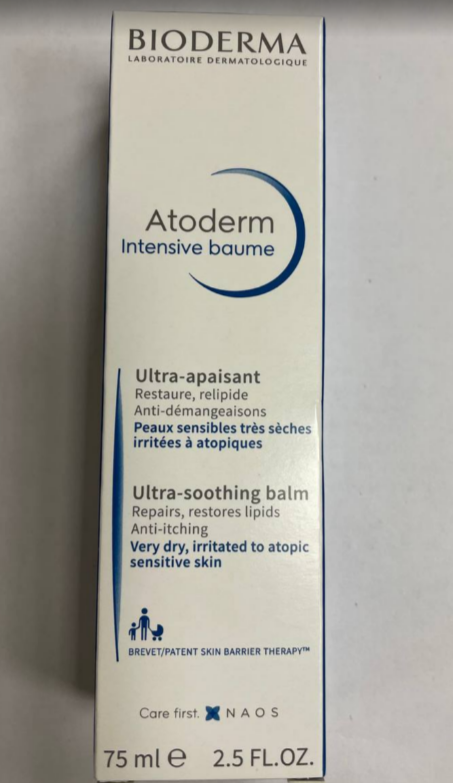 BIODERMA
LABORATOIRE DERMATOLOGIQUE
Atoderm
Intensive baume
Ultra-apaisant
Restaure, relipide
Anti-démangeaisons
Peaux sensibles très sèches
irritées à atopiques
Ultra-soothing balm
Repairs, restores lipids
Anti-itching
Very dry, irritated to atopic
sensitive skin
BREVET/PATENT SKIN BARRIER THERAPY™
Care first. NAOS
75 ml ℮ 2.5 FL.OZ.